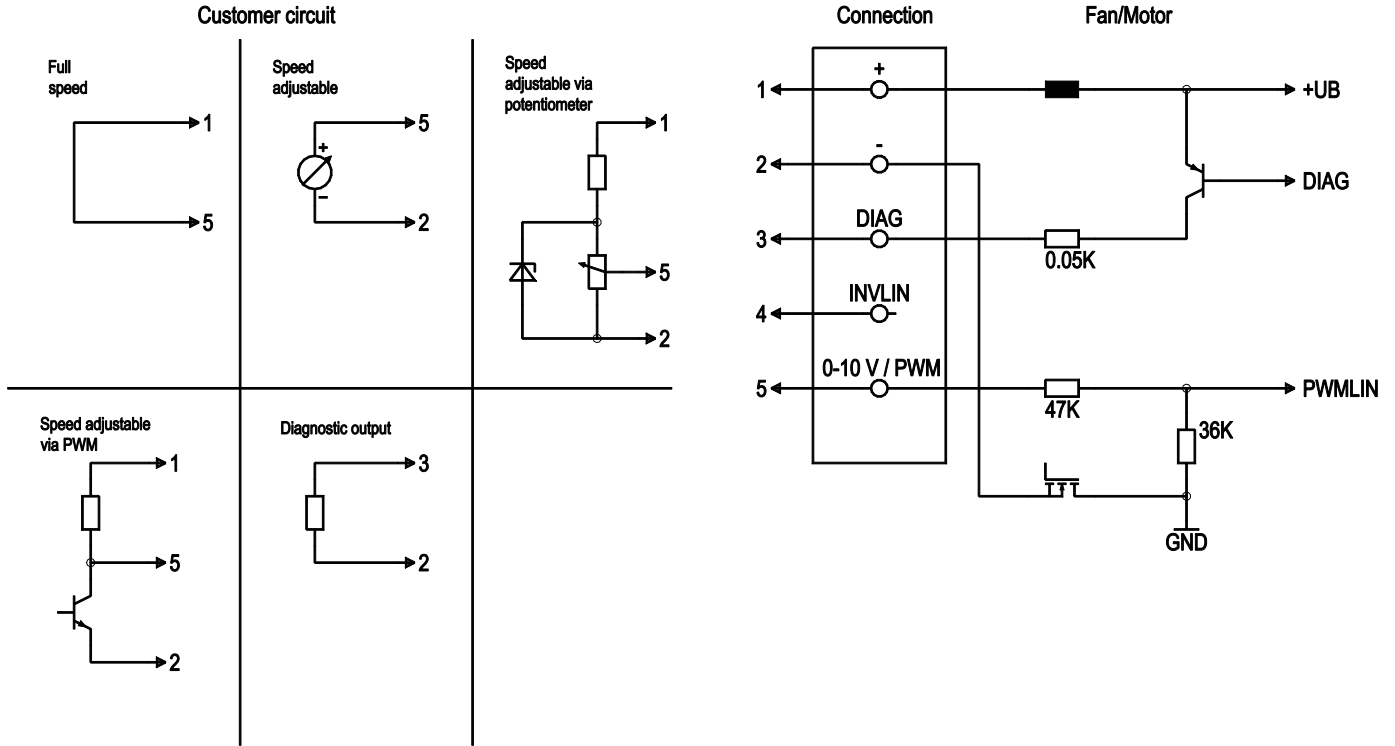 Customer circuit
Full
speed
1
5
Speed
adjustable
5
+
−
2
Speed
adjustable via
potentiometer
1
5
2
Speed adjustable
via PWM
1
5
2
Diagnostic output
3
2
Connection
Fan/Motor
1
+
+UB
2
-
DIAG
3
DIAG
0.05K
4
INVLIN
5
0-10 V / PWM
47K
PWMLIN
36K
GND